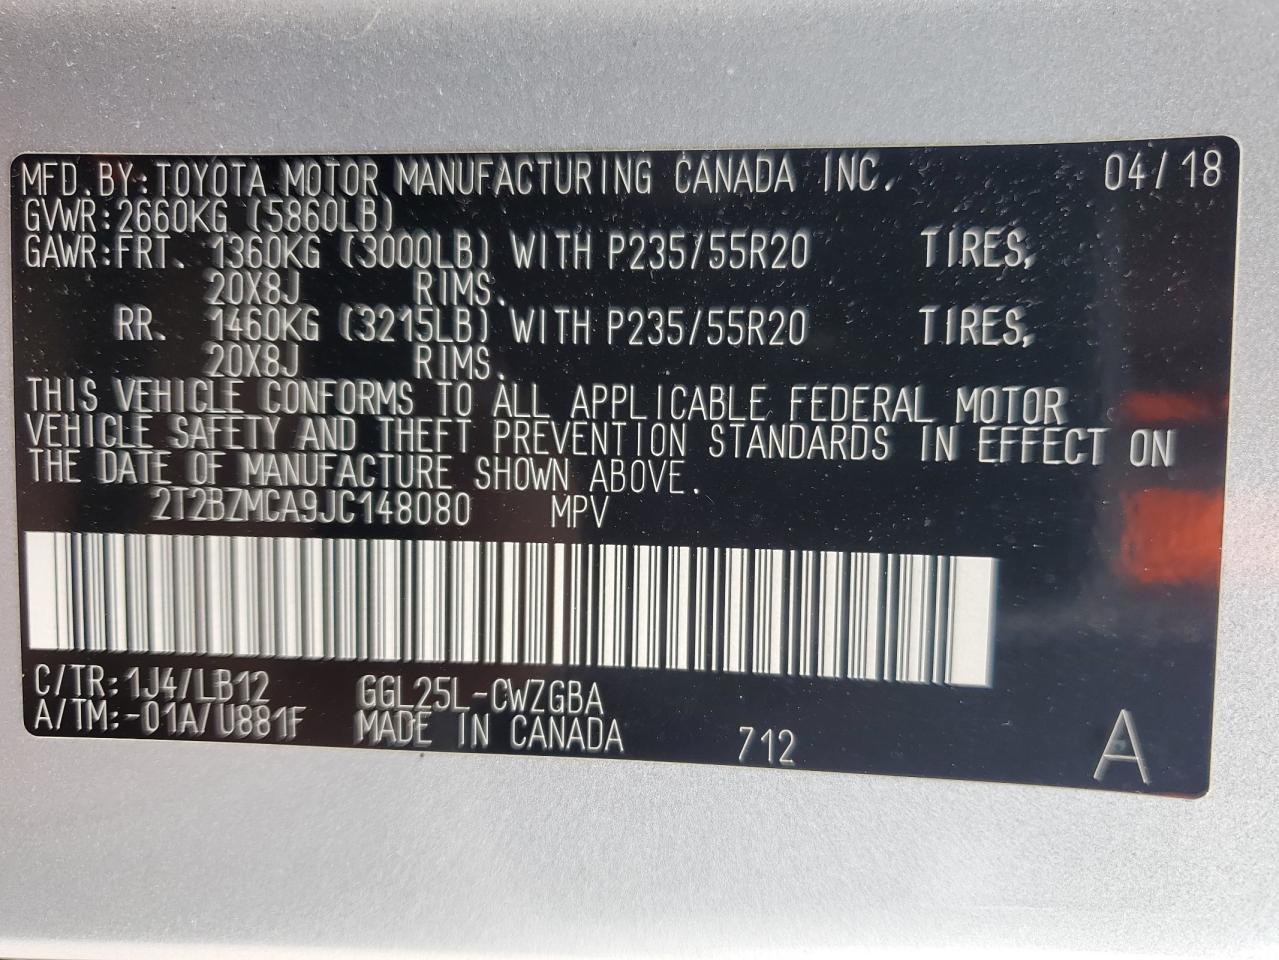 MFD.BY:TOYOTA MOTOR MANUFACTURING CANADA INC. 04/18
GVWR:2660KG (5860LB)
GAWR:FRT. 1360KG (3000LB) WITH P235/55R20 TIRES,
20X8J RIMS.
RR. 1460KG (3215LB) WITH P235/55R20 TIRES,
20X8J RIMS.
THIS VEHICLE CONFORMS TO ALL APPLICABLE FEDERAL MOTOR
VEHICLE SAFETY AND THEFT PREVENTION STANDARDS IN EFFECT ON
THE DATE OF MANUFACTURE SHOWN ABOVE.
2T2BZMCA9JC148080 MPV
C/TR:1J4/LB12 GGL25L-CWZGBA
A/TM:-01A/U881F MADE IN CANADA 712 A